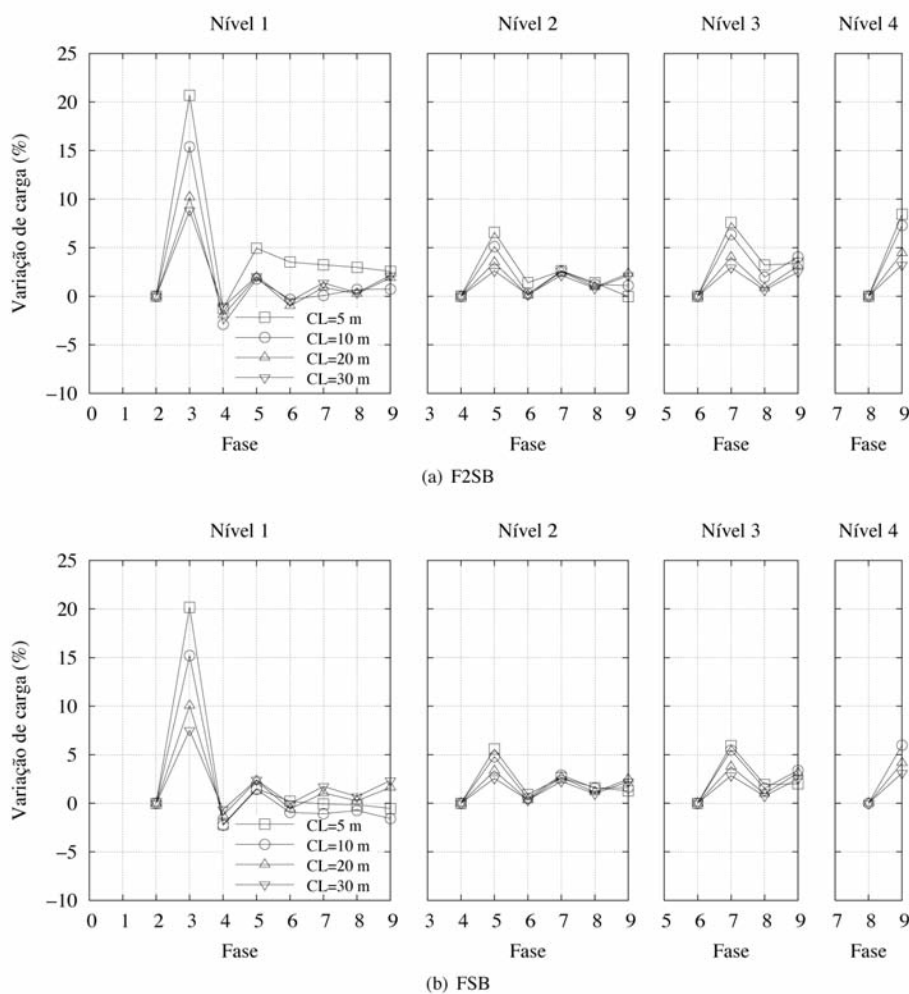 Nível 1 Nível 2 Nível 3 Nível 4
Variação de carga (%)
25
20
15
10
5
0
−5
−10
CL=5 m
CL=10 m
CL=20 m
CL=30 m
0 1 2 3 4 5 6 7 8 9 3 4 5 6 7 8 9 5 6 7 8 9 7 8 9
Fase Fase Fase Fase
(a) F2SB
Nível 1 Nível 2 Nível 3 Nível 4
Variação de carga (%)
25
20
15
10
5
0
−5
−10
CL=5 m
CL=10 m
CL=20 m
CL=30 m
0 1 2 3 4 5 6 7 8 9 3 4 5 6 7 8 9 5 6 7 8 9 7 8 9
Fase Fase Fase Fase
(b) FSB